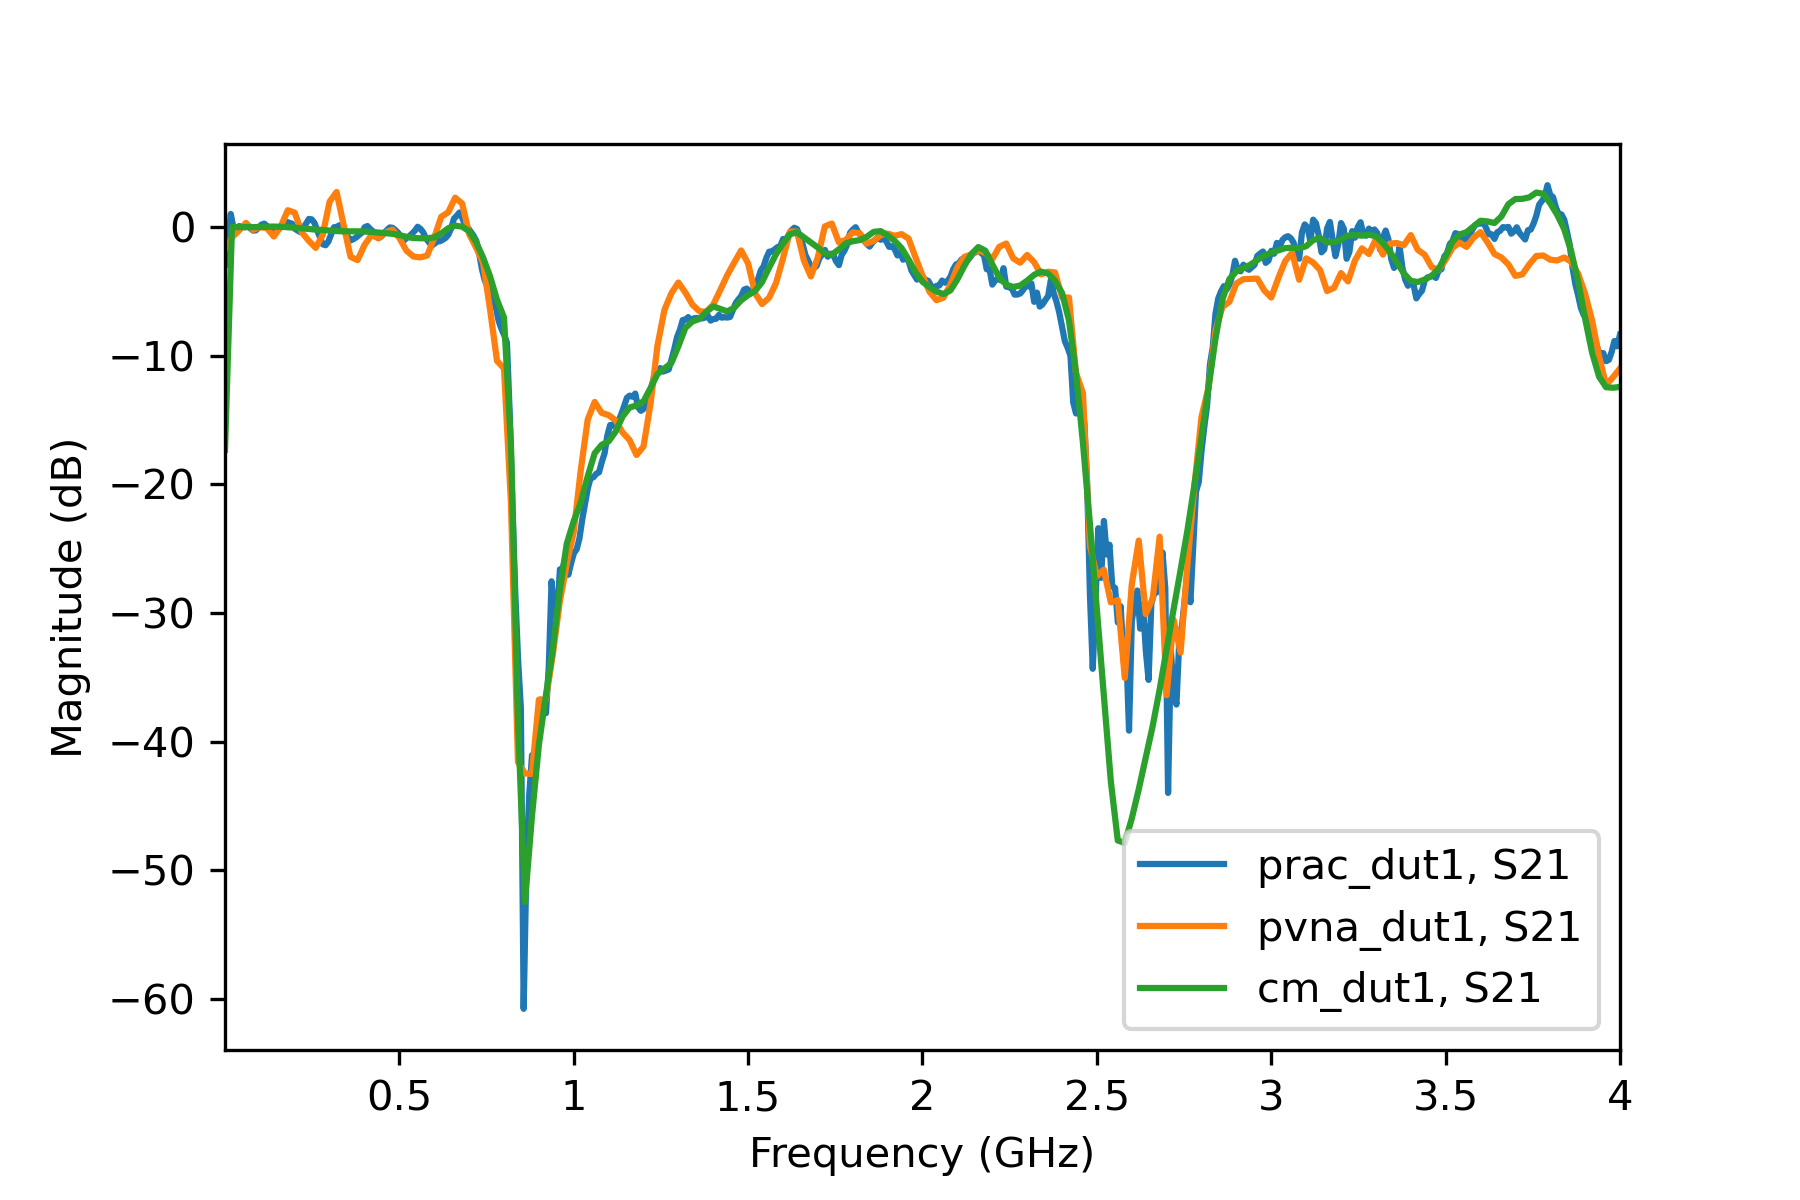 0
−10
−20
−30
−40
−50
−60
Magnitude (dB)
prac_dut1, S21
pvna_dut1, S21
cm_dut1, S21
0.5 1 1.5 2 2.5 3 3.5 4
Frequency (GHz)